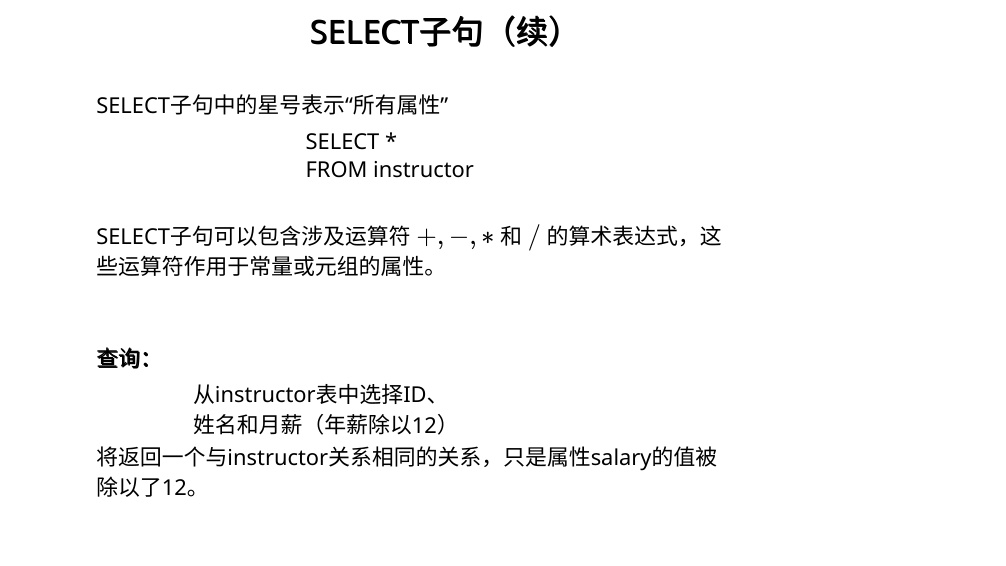 SELECT子句（续）
SELECT子句中的星号表示“所有属性”
SELECT *
FROM instructor
SELECT子句可以包含涉及运算符 +, −, ∗ 和 / 的算术表达式，这
些运算符作用于常量或元组的属性。
查询：
从instructor表中选择ID、
姓名和月薪（年薪除以12）
将返回一个与instructor关系相同的关系，只是属性salary的值被
除以了12。